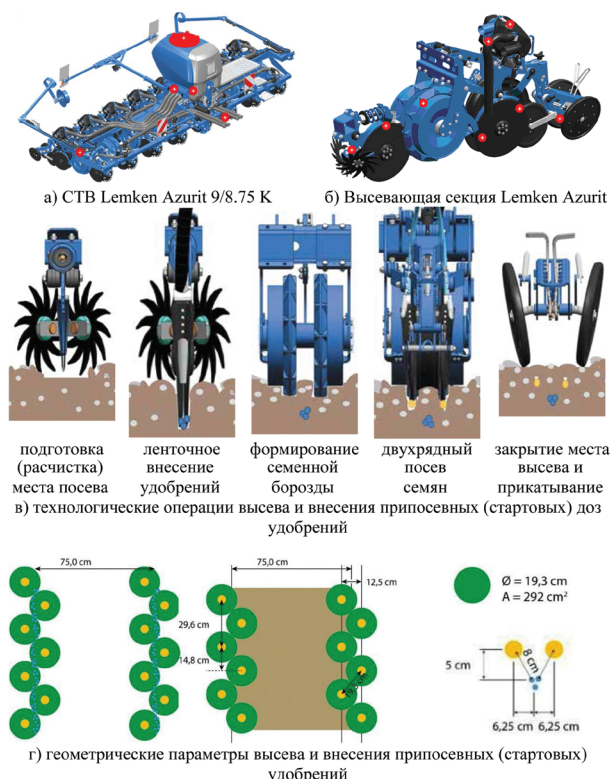 а) СТВ Lemken Azurit 9/8.75 K
б) Высевающая секция Lemken Azurit
подготовка
(расчистка)
места посева
ленточное
внесение
удобрений
формирование
семенной
борозды
двухрядный
посев
семян
закрытие места
высева и
прикатывание
в) технологические операции высева и внесения припосевных (стартовых) доз
удобрений
75,0 cm
75,0 cm
12,5 cm
29,6 cm
14,8 cm
Ø = 19,3 cm
A = 292 cm²
5 cm
8 cm
6,25 cm
6,25 cm
г) геометрические параметры высева и внесения припосевных (стартовых)
удобрений